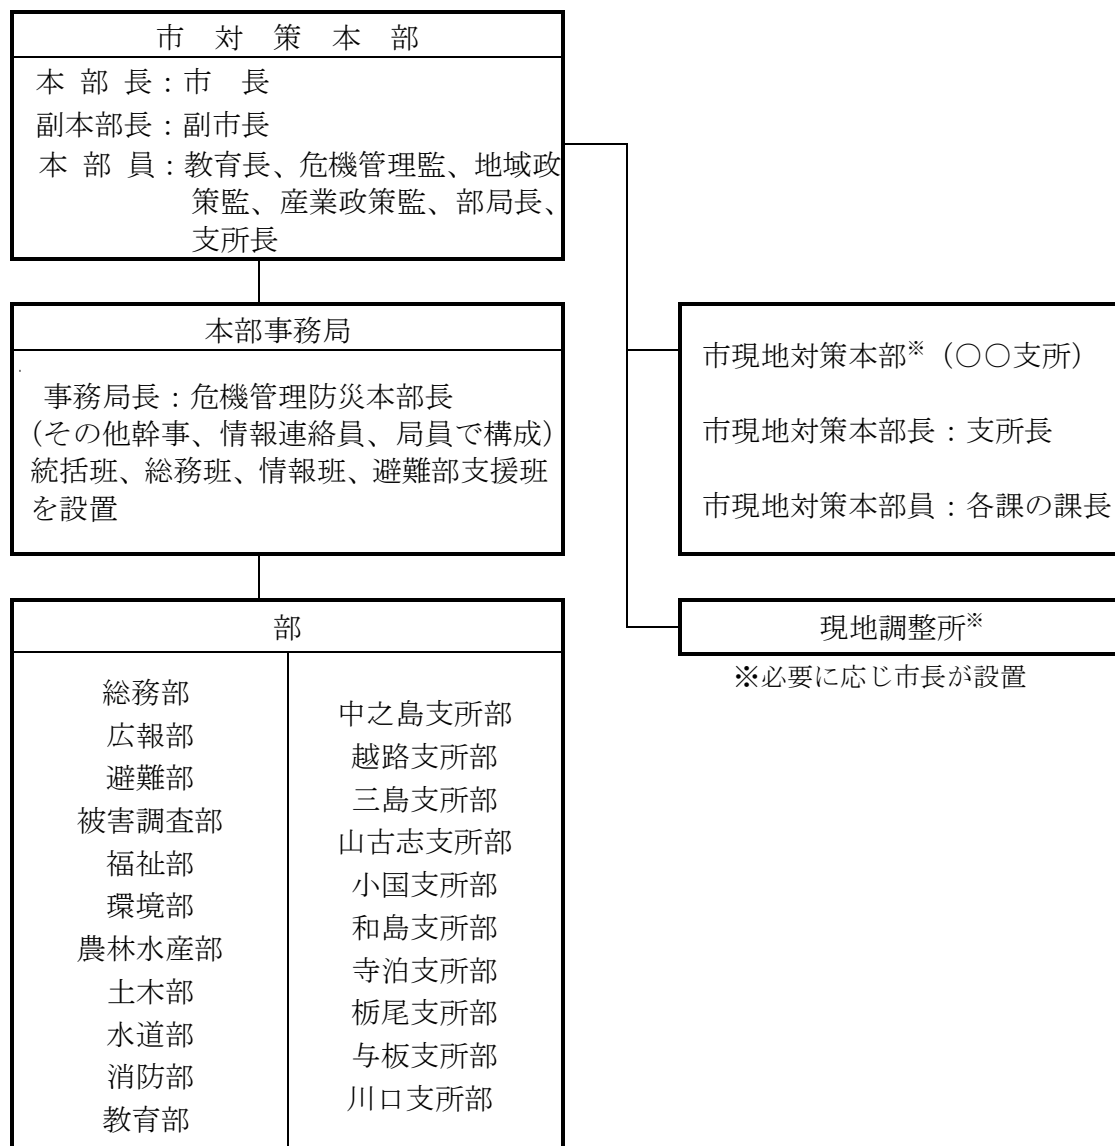 市　対　策　本　部
本 部 長：市　長
副本部長：副市長
本 部 員：教育長、危機管理監、地域政
策監、産業政策監、部局長、
支所長
本部事務局
事務局長：危機管理防災本部長
(その他幹事、情報連絡員、局員で構成)
統括班、総務班、情報班、避難部支援班
を設置
市現地対策本部※（○○支所）
市現地対策本部長：支所長
市現地対策本部員：各課の課長
現地調整所※
※必要に応じ市長が設置
部
総務部
広報部
避難部
被害調査部
福祉部
環境部
農林水産部
土木部
水道部
消防部
教育部
中之島支所部
越路支所部
三島支所部
山古志支所部
小国支所部
和島支所部
寺泊支所部
栃尾支所部
与板支所部
川口支所部